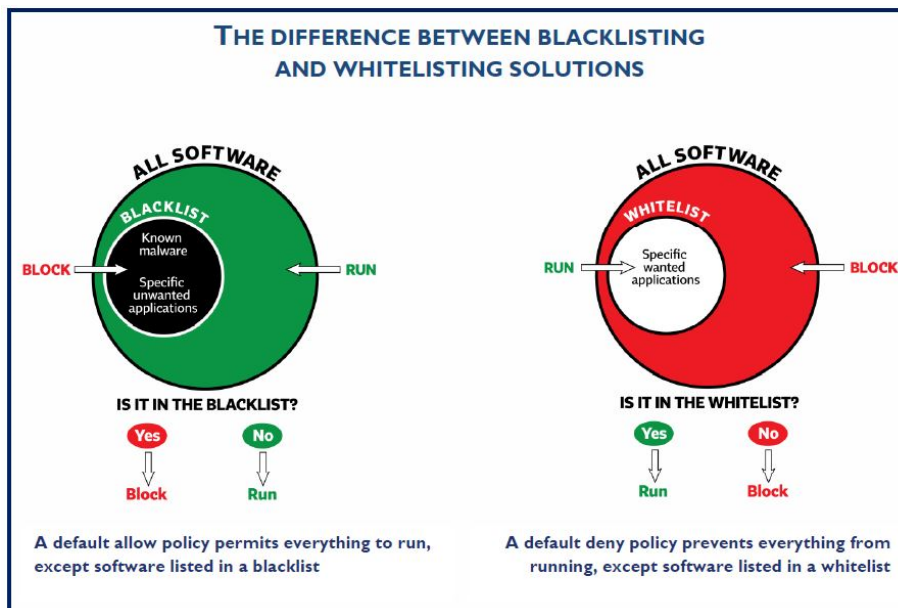 THE DIFFERENCE BETWEEN BLACKLISTING
AND WHITELISTING SOLUTIONS
ALL SOFTWARE
BLACKLIST
Known
malware
Specific
unwanted
applications
BLOCK
RUN
IS IT IN THE BLACKLIST?
Yes
No
Block
Run
A default allow policy permits everything to run,
except software listed in a blacklist
ALL SOFTWARE
WHITELIST
Specific
wanted
applications
RUN
BLOCK
IS IT IN THE WHITELIST?
Yes
No
Run
Block
A default deny policy prevents everything from
running, except software listed in a whitelist